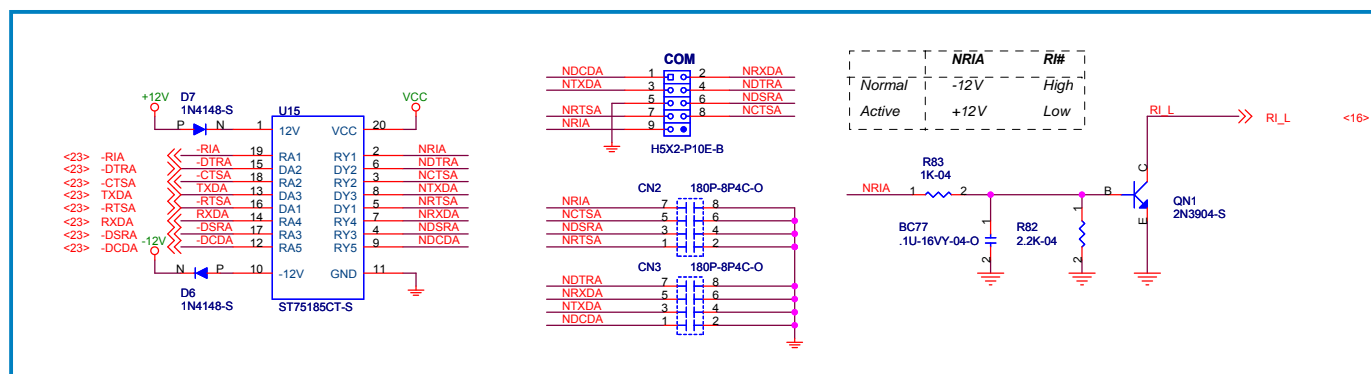 +12V
D7
1N4148-S
P N
U15
VCC
1 12V VCC 20
<23> -RIA -RIA 19 RA1 RY1 2 NRIA
<23> -DTRA -DTRA 15 DA2 DY2 6 NDTRA
<23> -CTSA -CTSA 18 RA2 RY2 3 NCTSA
<23> TXDA TXDA 13 DA3 DY3 8 NTXDA
<23> -RTSA -RTSA 16 DA1 DY1 5 NRTSA
<23> RXDA RXDA 14 RA4 RY4 7 NRXDA
<23> -DSRA -DSRA 17 RA3 RY3 4 NDSRA
<23> -DCDA -DCDA 12 RA5 RY5 9 NDCDA
-12V
N P 10 -12V GND 11
D6
1N4148-S
ST75185CT-S
COM
NDCDA 1 2 NRXDA
NTXDA 3 4 NDTRA
5 6 NDSRA
NRTSA 7 8 NCTSA
NRIA 9
H5X2-P10E-B
CN2 180P-8P4C-O
NRIA 7 8
NCTSA 5 6
NDSRA 3 4
NRTSA 1 2
CN3 180P-8P4C-O
NDTRA 7 8
NRXDA 5 6
NTXDA 3 4
NDCDA 1 2
NRIA RI#
Normal -12V High
Active +12V Low
RI_L RI_L <16>
R83
1K-04
NRIA 1 2 B C E
QN1
2N3904-S
BC77
.1U-16VY-04-O
1 2
R82
2.2K-04
1 2